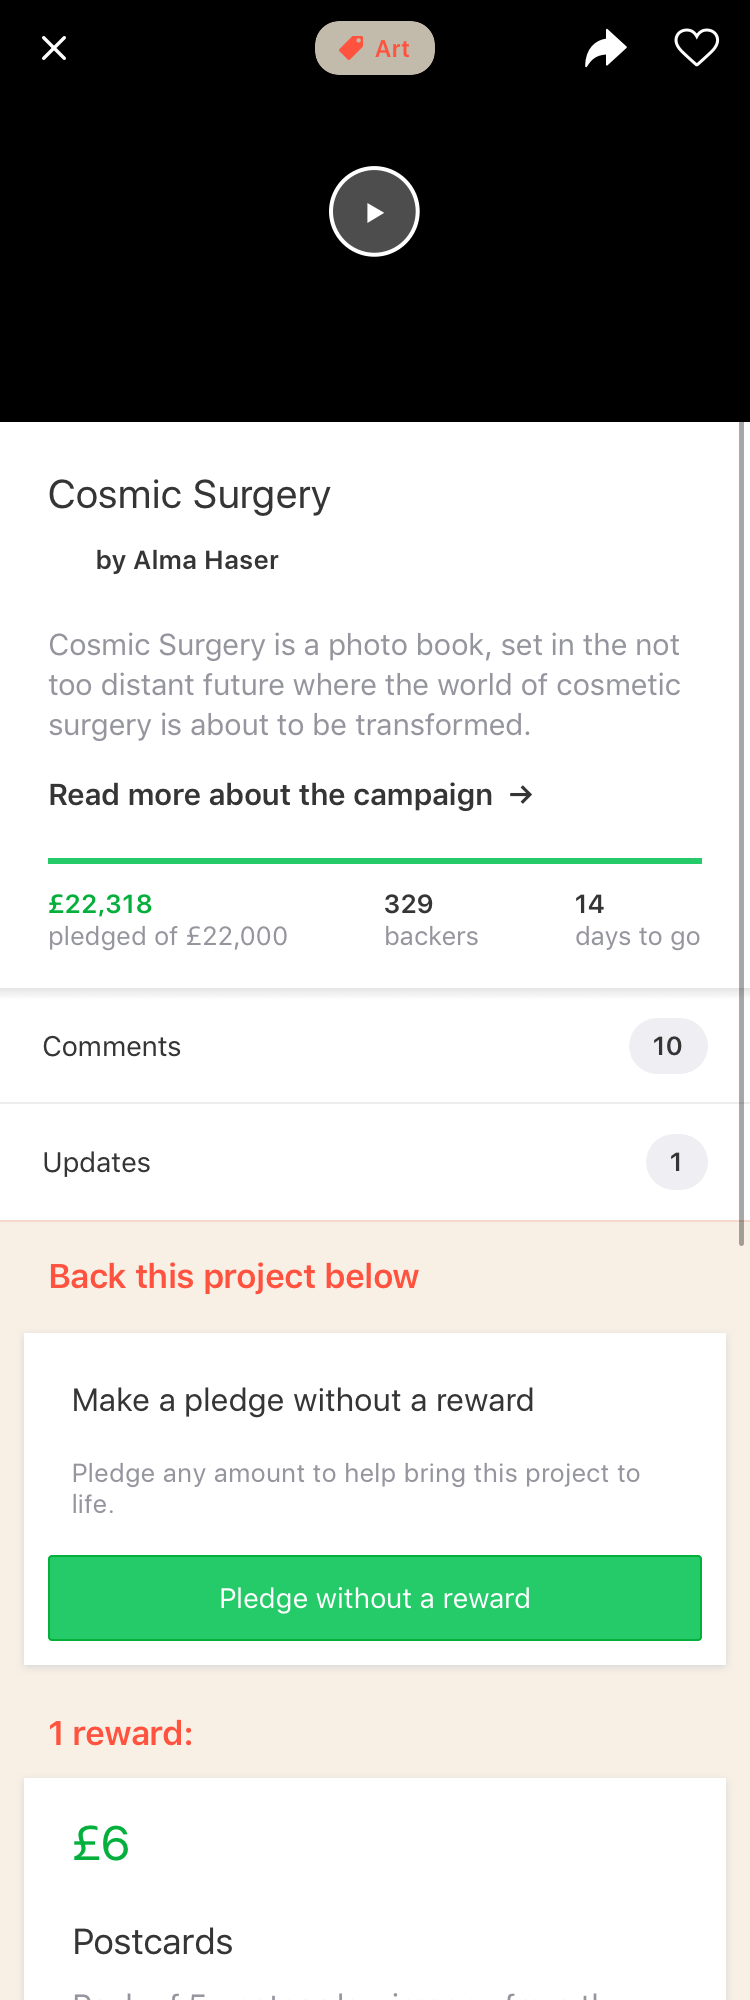 Art
Cosmic Surgery
by Alma Haser
Cosmic Surgery is a photo book, set in the not
too distant future where the world of cosmetic
surgery is about to be transformed.
Read more about the campaign →
£22,318
pledged of £22,000
329
backers
14
days to go
Comments
10
Updates
1
Back this project below
Make a pledge without a reward
Pledge any amount to help bring this project to
life.
Pledge without a reward
1 reward:
£6
Postcards